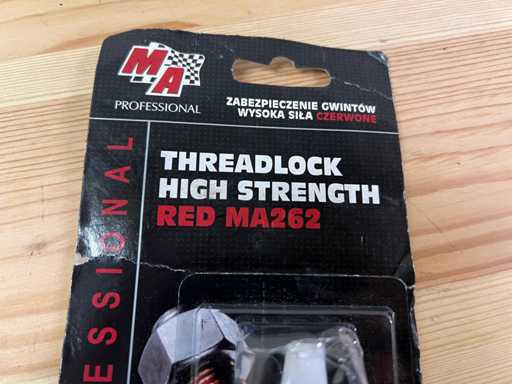 MA
PROFESSIONAL
ZABEZPIECZENIE GWINTÓW
WYSOKA SIŁA CZERWONE
THREADLOCK
HIGH STRENGTH
RED MA262
ESSIONAL